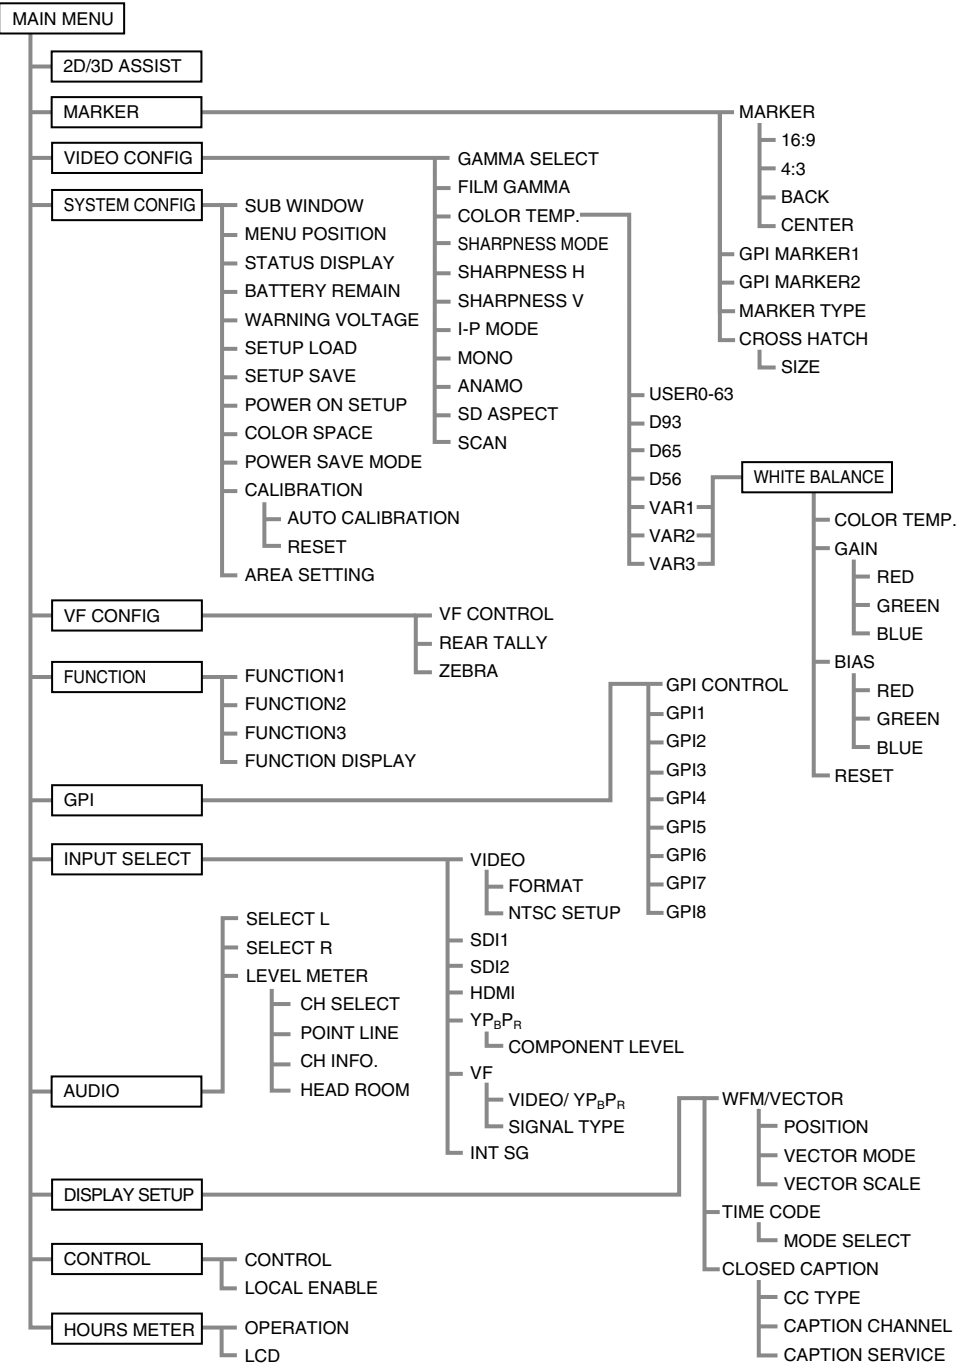 MAIN MENU
2D/3D ASSIST
MARKER
MARKER
16:9
4:3
BACK
CENTER
GPI MARKER1
GPI MARKER2
MARKER TYPE
CROSS HATCH
SIZE
VIDEO CONFIG
GAMMA SELECT
FILM GAMMA
COLOR TEMP.
USER0-63
D93
D65
D56
VAR1
VAR2
VAR3
WHITE BALANCE
COLOR TEMP.
GAIN
RED
GREEN
BLUE
BIAS
RED
GREEN
BLUE
RESET
SHARPNESS MODE
SHARPNESS H
SHARPNESS V
I-P MODE
MONO
ANAMO
SD ASPECT
SCAN
SYSTEM CONFIG
SUB WINDOW
MENU POSITION
STATUS DISPLAY
BATTERY REMAIN
WARNING VOLTAGE
SETUP LOAD
SETUP SAVE
POWER ON SETUP
COLOR SPACE
POWER SAVE MODE
CALIBRATION
AUTO CALIBRATION
RESET
AREA SETTING
VF CONFIG
VF CONTROL
REAR TALLY
ZEBRA
FUNCTION
FUNCTION1
FUNCTION2
FUNCTION3
FUNCTION DISPLAY
GPI
GPI CONTROL
GPI1
GPI2
GPI3
GPI4
GPI5
GPI6
GPI7
GPI8
INPUT SELECT
VIDEO
FORMAT
NTSC SETUP
SDI1
SDI2
HDMI
YPBPR
COMPONENT LEVEL
VF
VIDEO/ YPBPR
SIGNAL TYPE
INT SG
AUDIO
SELECT L
SELECT R
LEVEL METER
CH SELECT
POINT LINE
CH INFO.
HEAD ROOM
DISPLAY SETUP
WFM/VECTOR
POSITION
VECTOR MODE
VECTOR SCALE
TIME CODE
MODE SELECT
CLOSED CAPTION
CC TYPE
CAPTION CHANNEL
CAPTION SERVICE
CONTROL
CONTROL
LOCAL ENABLE
HOURS METER
OPERATION
LCD